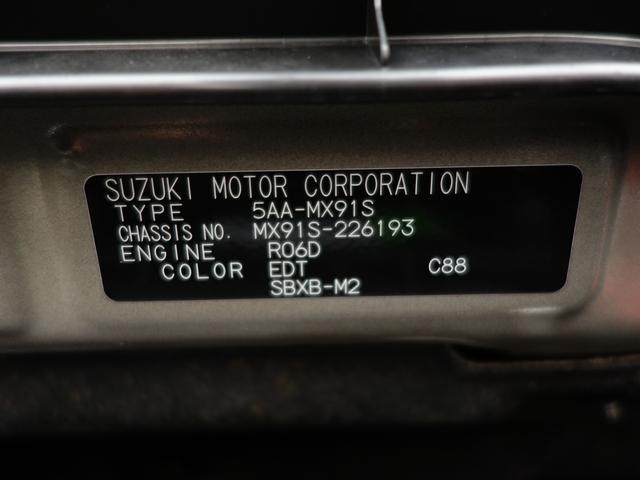 SUZUKI MOTOR CORPORATION
TYPE 5AA-MX91S
CHASSIS NO. MX91S-226193
ENGINE R06D
COLOR EDT C88
SBXB-M2